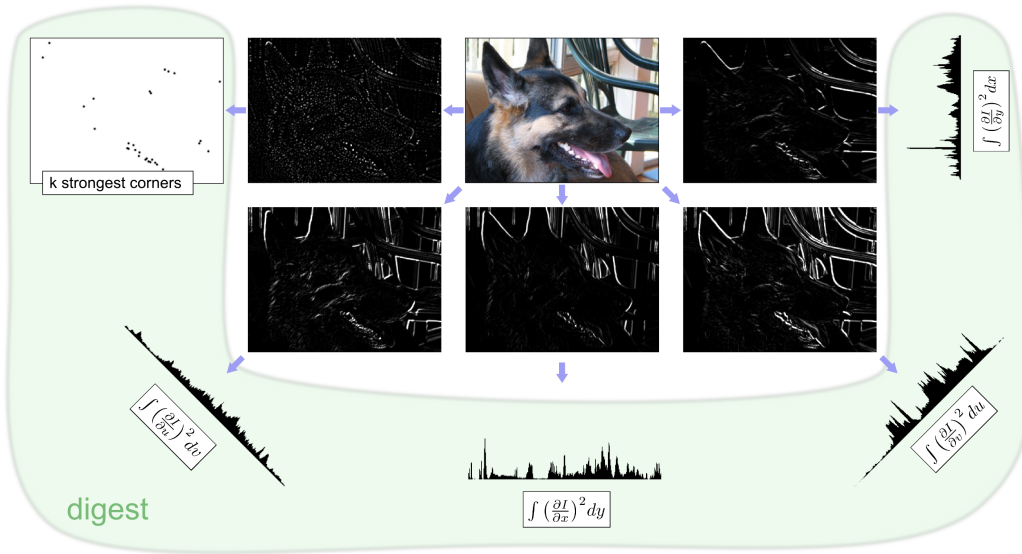 k strongest corners
∫ (∂I/∂y)² dx
∫ (∂I/∂u)² dv
∫ (∂I/∂v)² du
∫ (∂I/∂x)² dy
digest